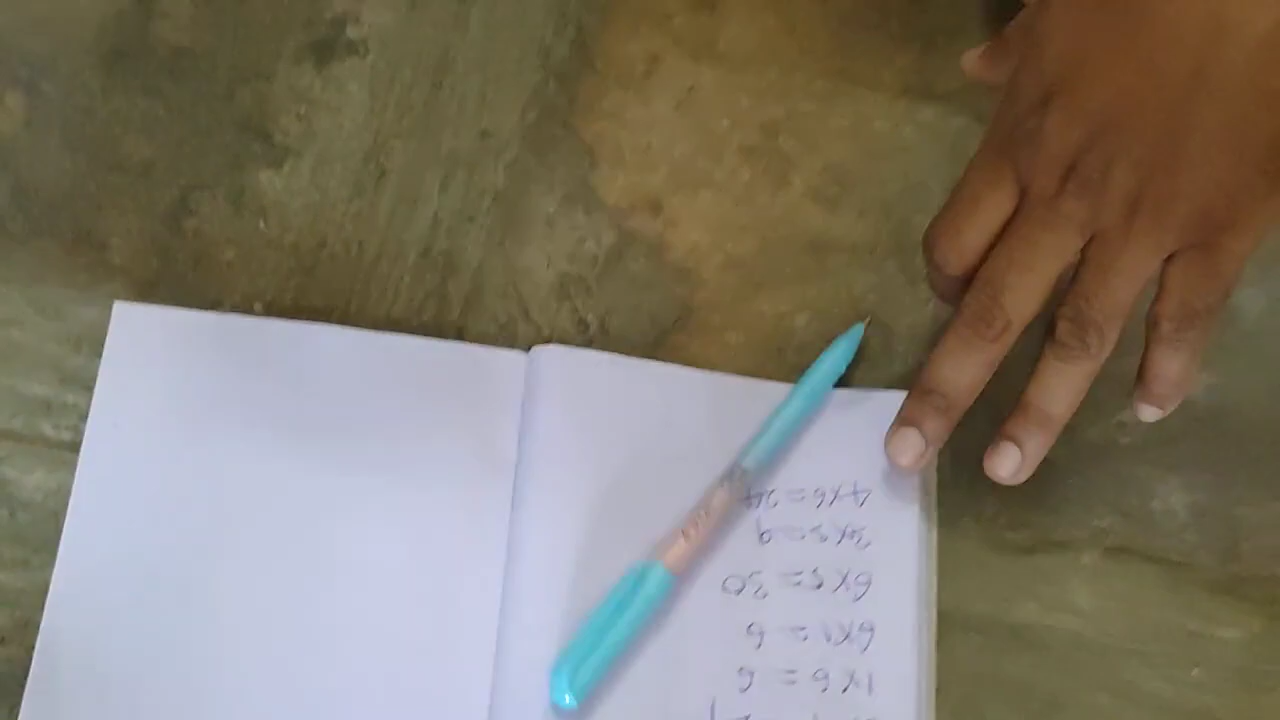 1x6 = 6
6x1 = 6
6x5 = 30
3x3 = 9
4x6 = 24